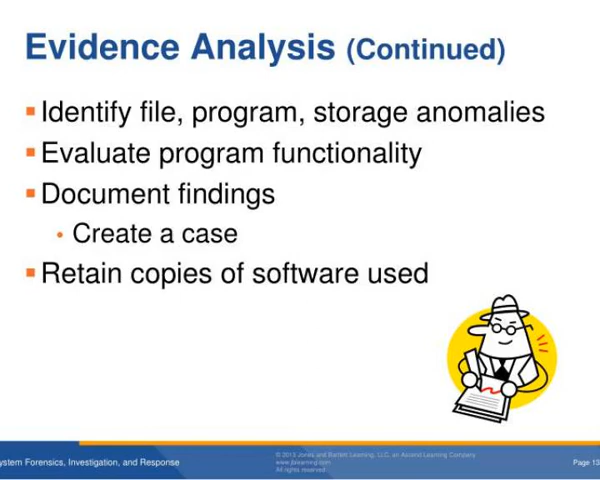 Evidence Analysis (Continued)
Identify file, program, storage anomalies
Evaluate program functionality
Document findings
Create a case
Retain copies of software used
ystem Forensics, Investigation, and Response
© 2013 Jones and Bartlett Learning, LLC, an Ascend Learning Company
www.jblearning.com
All rights reserved.
Page 13